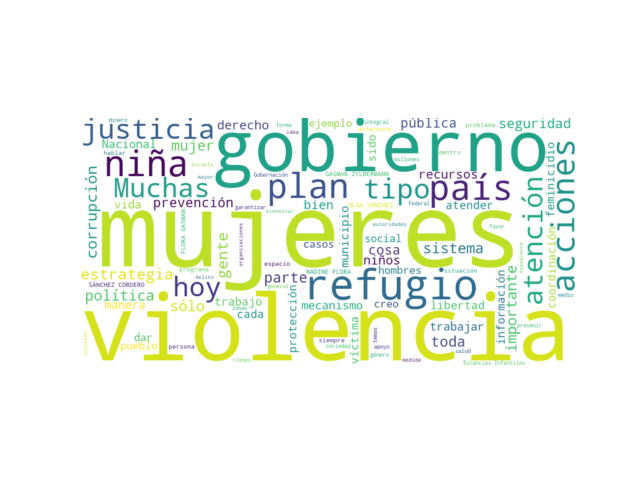 justicia
gobierno
Nacional
mujer
derecho
ejemplo
sido
pública
seguridad
niña
Muchas
prevención
plan
tipo
país
recursos
atender
acciones
atención
feminicidio
coordinación
corrupción
mujeres
gente
bien
municipio
casos
social
cosa
niños
hombres
sistema
estrategia
SÁNCHEZ CORDERO
política
manera
hoy
sólo
trabajo
cada
parte
refugio
NADINE FLORA
mecanismo
creo
libertad
protección
información
importante
violencia
vida
dar
pueblo
persona
víctima
trabajar
toda
Estancias Infantiles
GASMAN ZYLBERMANN
OLGA SÁNCHEZ
FLORA GASMAN
Gobernación
dinero
hablar
escuela
mayor
forma
idea
integral
problema
dentro
millones
garantizar
bienestar
federal
favor
organizaciones
autoridades
espacio
programa
delito
general
zonas
situación
expediente
medio
prevenir
siempre
sociedad
temas
apoyo
género
medida
salud
tiempo